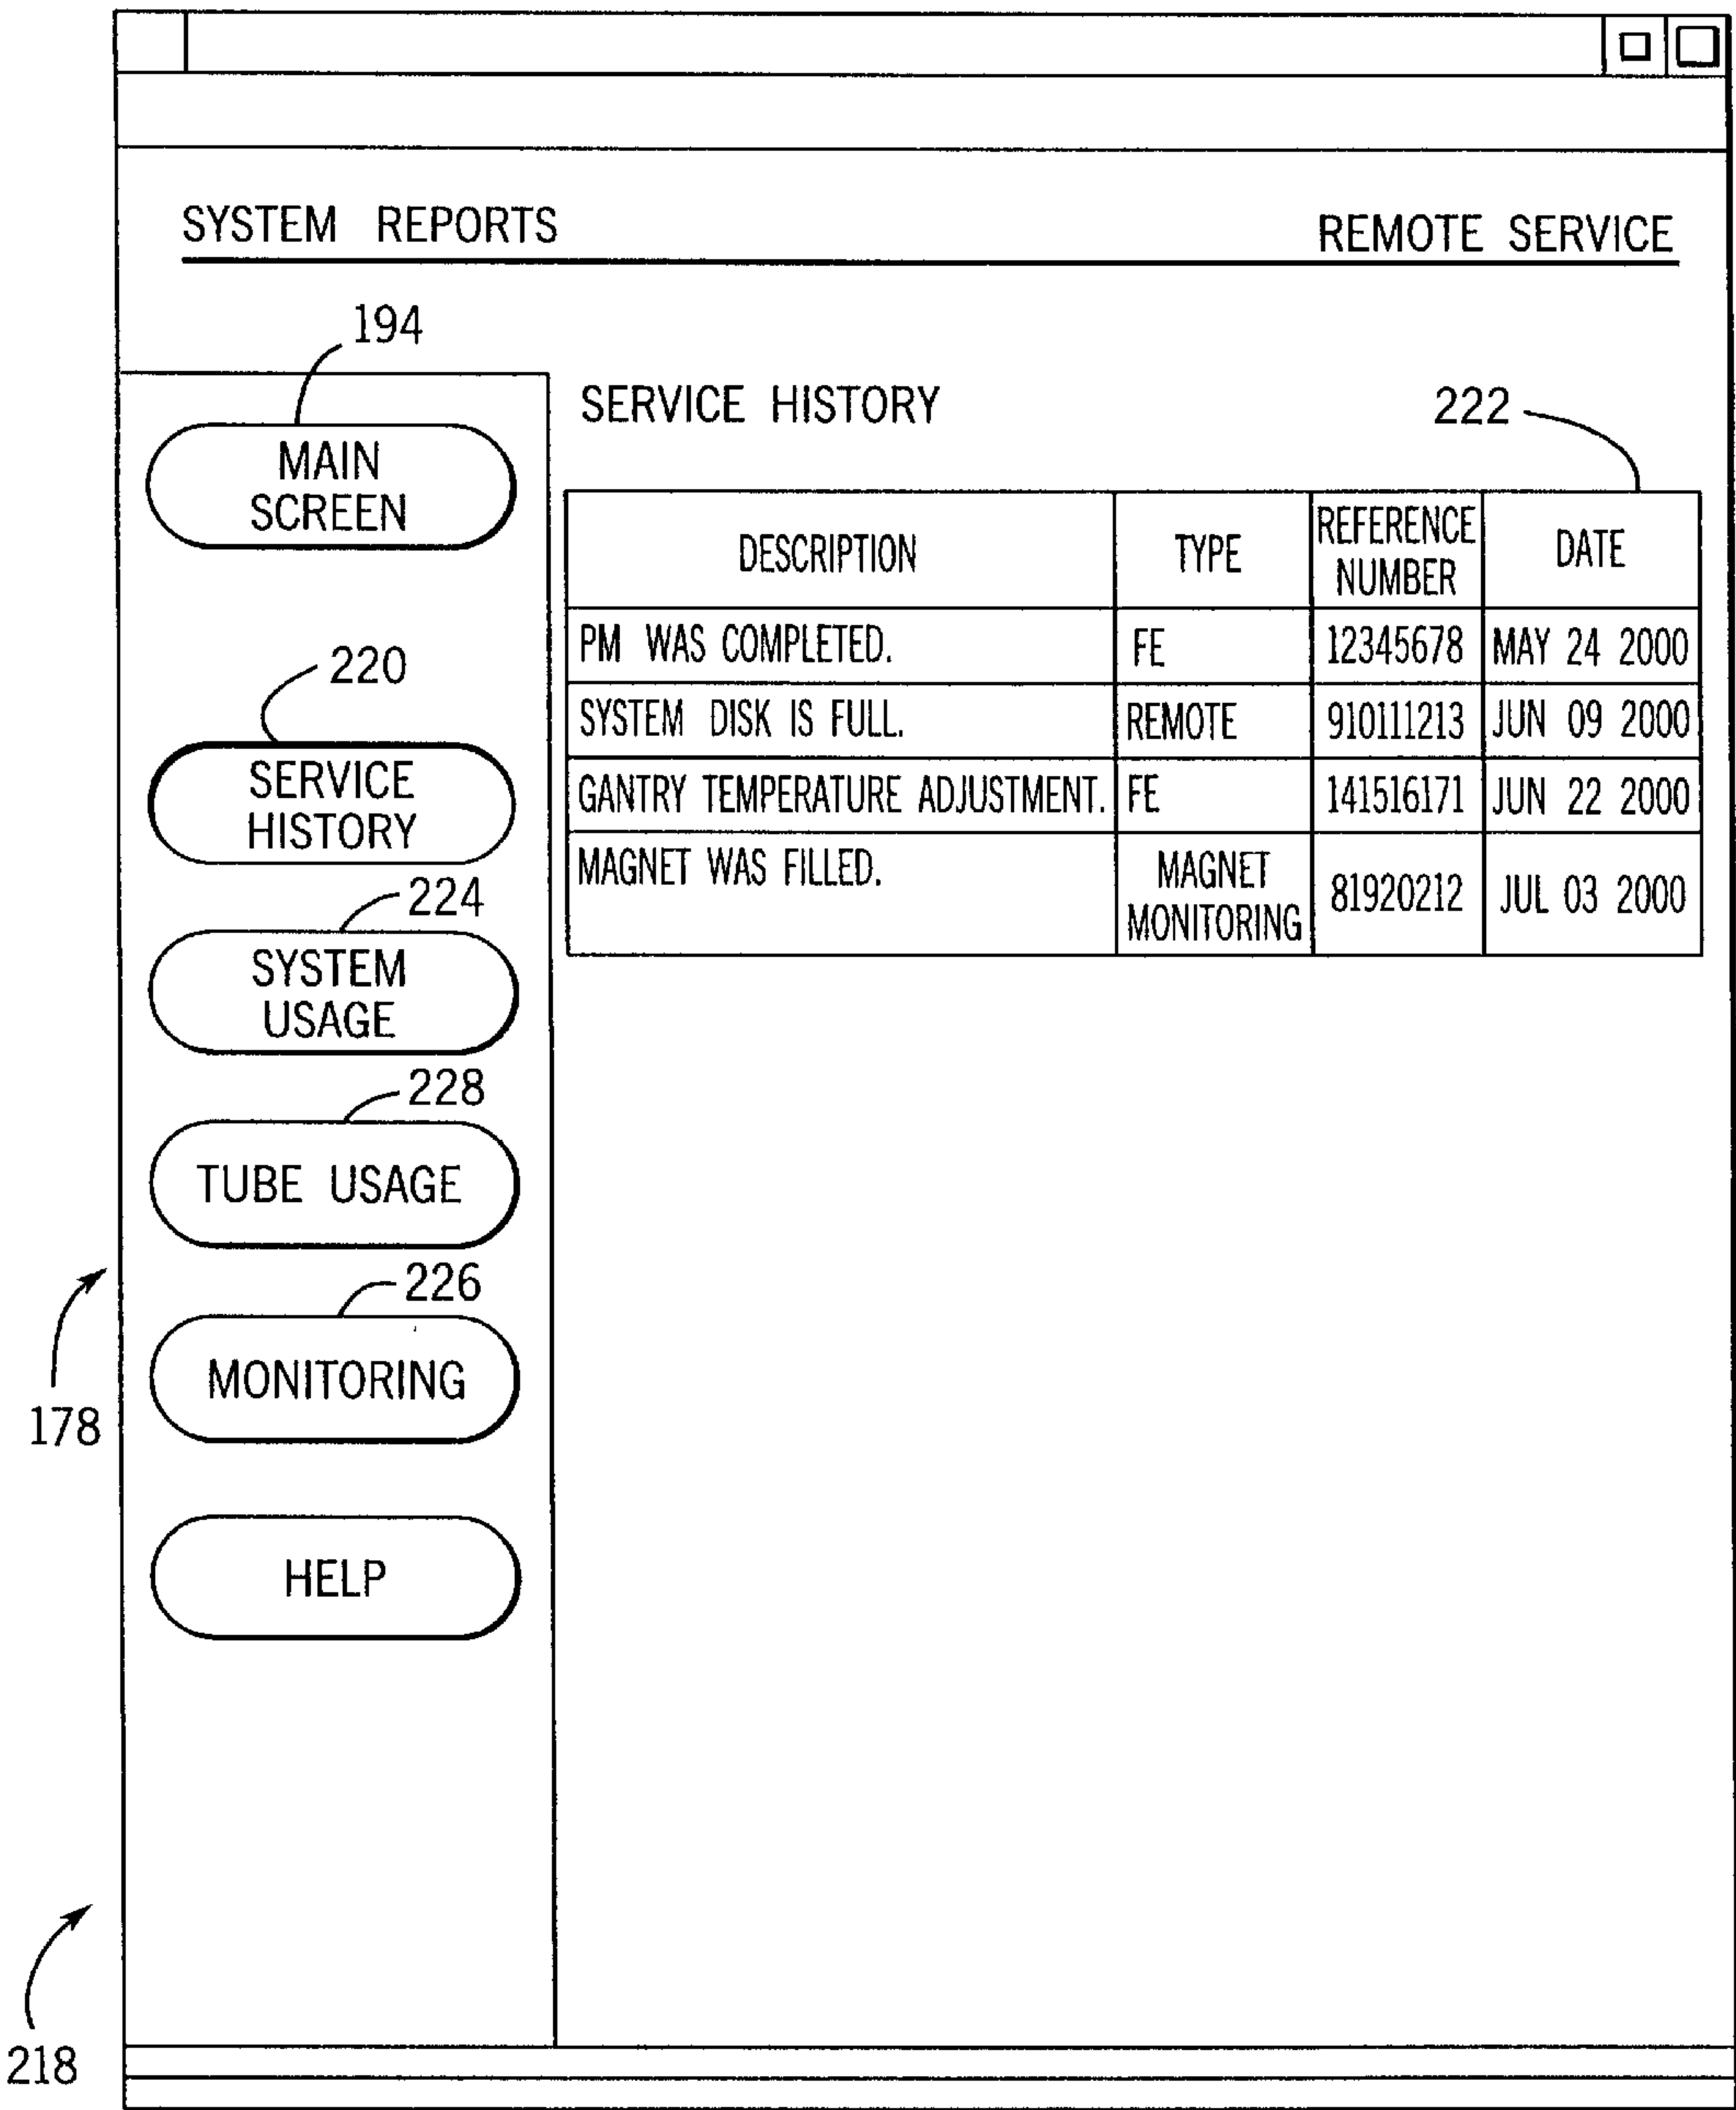 SYSTEM REPORTS REMOTE SERVICE
194
MAIN
SCREEN
220
SERVICE
HISTORY
224
SYSTEM
USAGE
228
TUBE USAGE
226
MONITORING
HELP
178
218
SERVICE HISTORY
222
DESCRIPTION TYPE REFERENCE NUMBER DATE
PM WAS COMPLETED. FE 12345678 MAY 24 2000
SYSTEM DISK IS FULL. REMOTE 910111213 JUN 09 2000
GANTRY TEMPERATURE ADJUSTMENT. FE 141516171 JUN 22 2000
MAGNET WAS FILLED. MAGNET MONITORING 81920212 JUL 03 2000